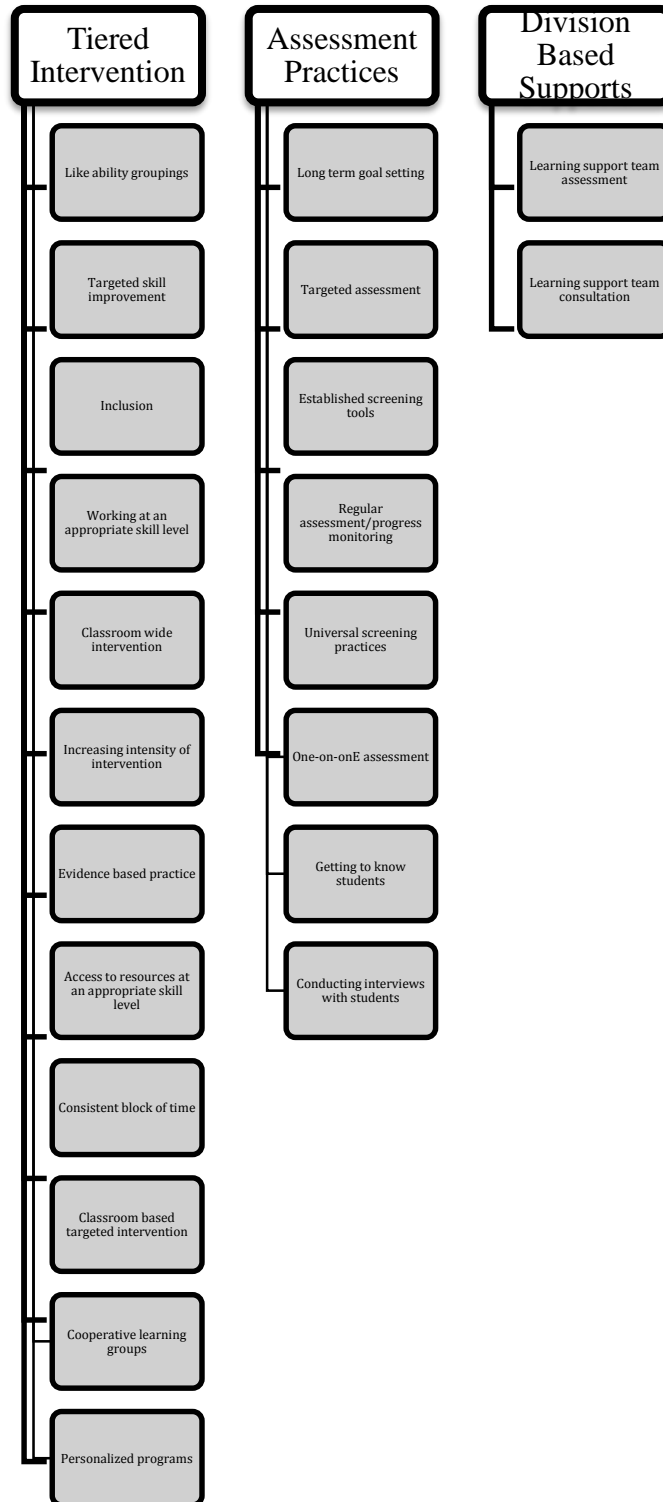 Tiered
Intervention
Like ability groupings
Targeted skill
improvement
Inclusion
Working at an
appropriate skill level
Classroom wide
intervention
Increasing intensity of
intervention
Evidence based practice
Access to resources at
an appropriate skill
level
Consistent block of time
Classroom based
targeted intervention
Cooperative learning
groups
Personalized programs
Assessment
Practices
Long term goal setting
Targeted assessment
Established screening
tools
Regular
assessment/progress
monitoring
Universal screening
practices
One-on-onE assessment
Getting to know
students
Conducting interviews
with students
Division
Based
Supports
Learning support team
assessment
Learning support team
consultation